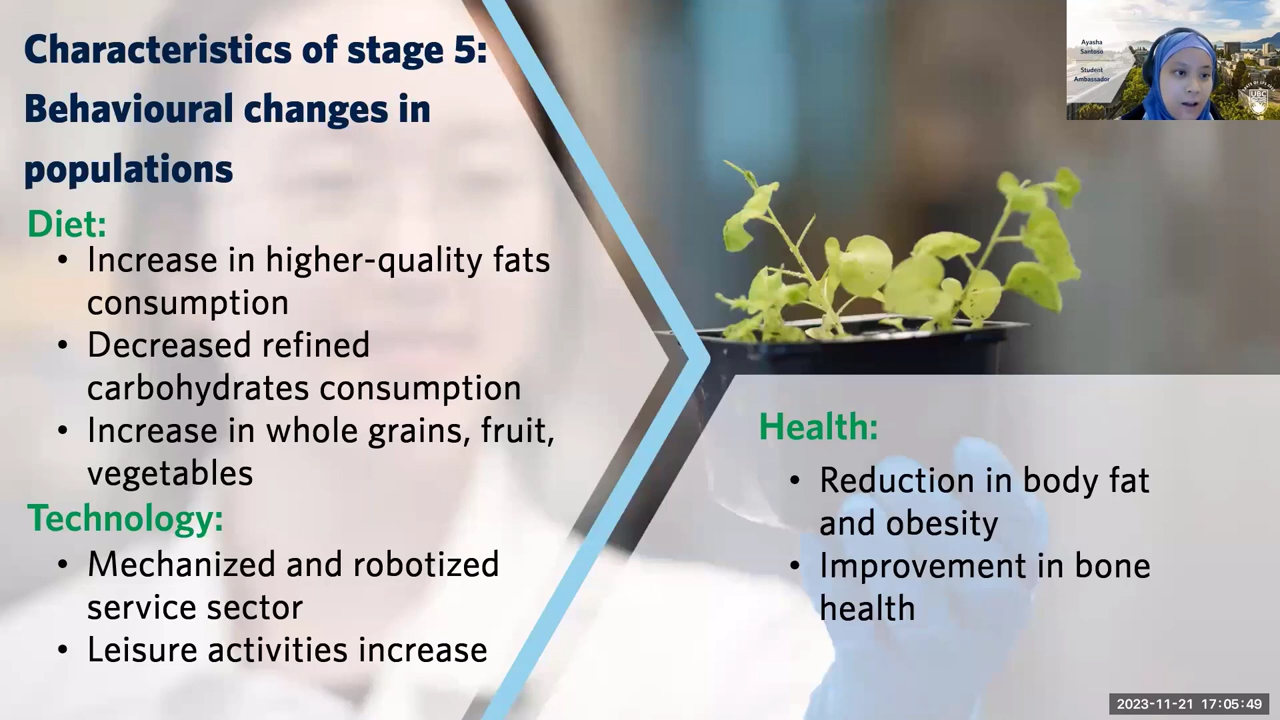 Characteristics of stage 5:
Behavioural changes in
populations
Diet:
• Increase in higher-quality fats
consumption
• Decreased refined
carbohydrates consumption
• Increase in whole grains, fruit,
vegetables
Technology:
• Mechanized and robotized
service sector
• Leisure activities increase
Health:
• Reduction in body fat
and obesity
• Improvement in bone
health
Ayasha
Santoso
Student
Ambassador
UBC
2023-11-21 17:05:49